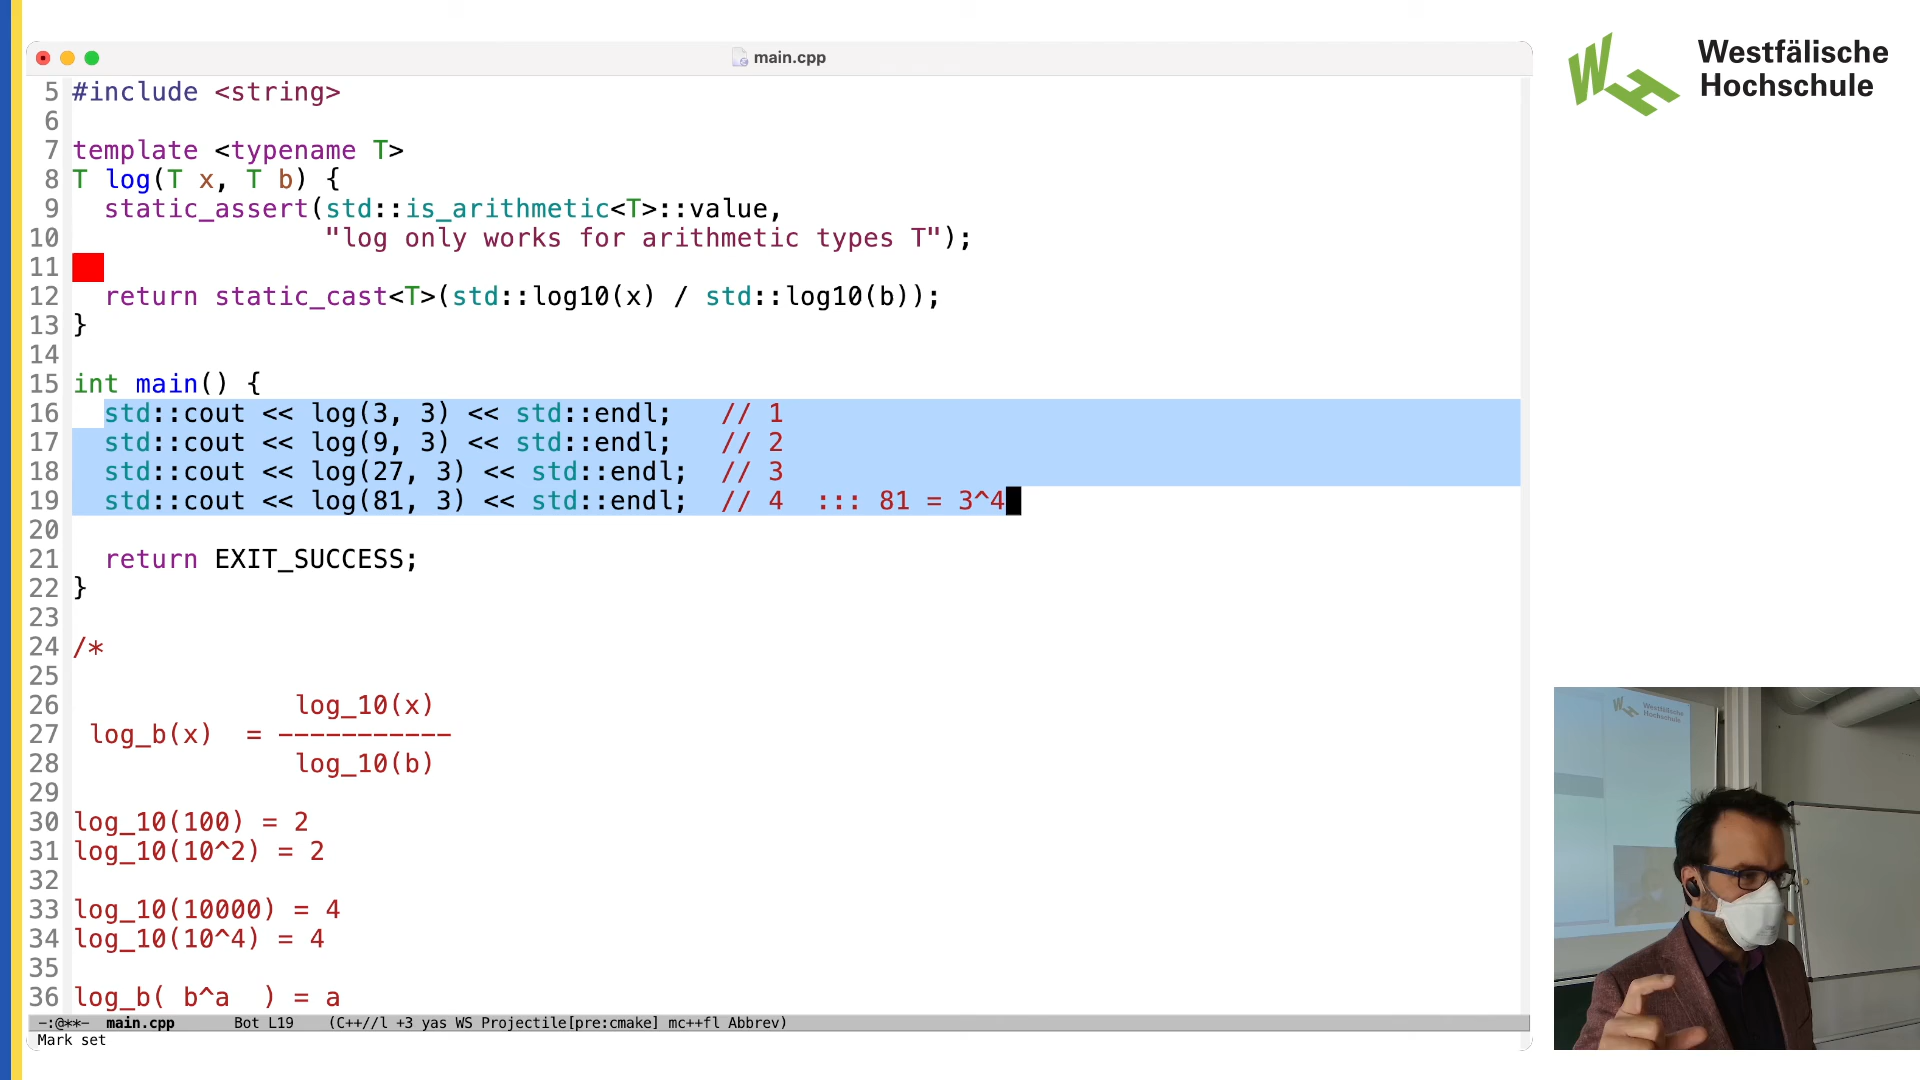 main.cpp
Westfälische
Hochschule
5 #include <string>
6
7 template <typename T>
8 T log(T x, T b) {
9   static_assert(std::is_arithmetic<T>::value,
10                 "log only works for arithmetic types T");
11
12   return static_cast<T>(std::log10(x) / std::log10(b));
13 }
14
15 int main() {
16   std::cout << log(3, 3) << std::endl;   // 1
17   std::cout << log(9, 3) << std::endl;   // 2
18   std::cout << log(27, 3) << std::endl;  // 3
19   std::cout << log(81, 3) << std::endl;  // 4  ::: 81 = 3^4
20
21   return EXIT_SUCCESS;
22 }
23
24 /*
25
26               log_10(x)
27  log_b(x)  = -----------
28               log_10(b)
29
30 log_10(100) = 2
31 log_10(10^2) = 2
32
33 log_10(10000) = 4
34 log_10(10^4) = 4
35
36 log_b( b^a  ) = a
-:@**-  main.cpp       Bot L19    (C++//l +3 yas WS Projectile[pre:cmake] mc++fl Abbrev)
Mark set
Westfälische
Hochschule